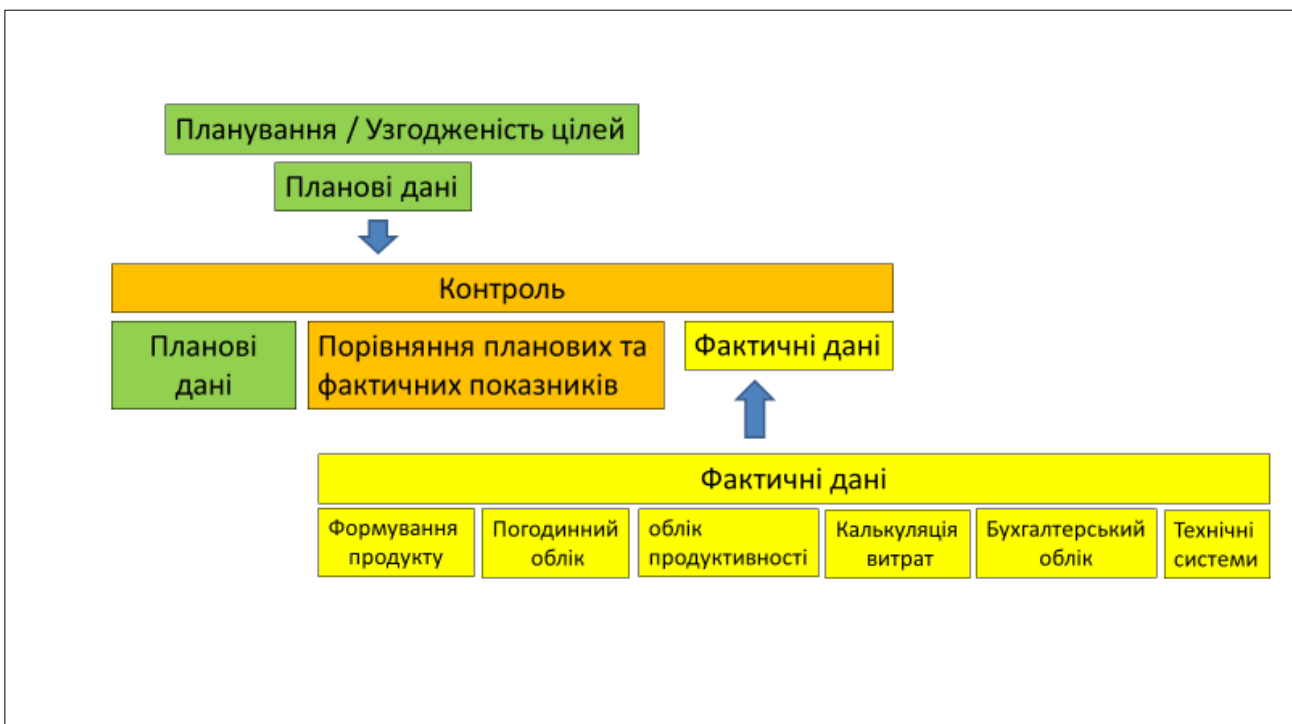 Планування / Узгодженість цілей
Планові дані
Контроль
Планові
дані
Порівняння планових та
фактичних показників
Фактичні дані
Фактичні дані
Формування
продукту
Погодинний
облік
облік
продуктивності
Калькуляція
витрат
Бухгалтерський
облік
Технічні
системи